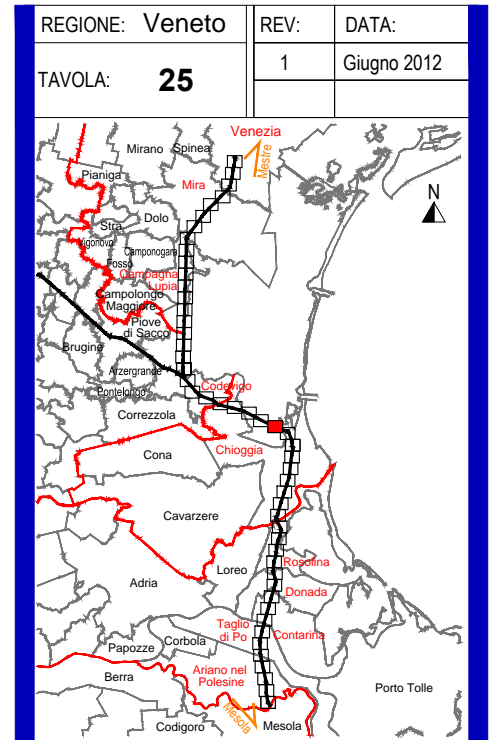 REGIONE: Veneto
REV:
DATA:
TAVOLA: 25
1
Giugno 2012
Venezia
Mestre
Mirano
Spinea
Pianiga
Mira
N
Dolo
Stra
Vigonovo
Fosso
Camponogara
Campagna
Lupia
Campolongo
Maggiore
Piove
di Sacco
Brugine
Arzergrande
Pontelongo
Codevigo
Correzzola
Chioggia
Cona
Cavarzere
Loreo
Rosolina
Adria
Donada
Taglio
di Po
Contarina
Corbola
Papozze
Berra
Ariano nel
Polesine
Porto Tolle
Mesola
Mesola
Codigoro